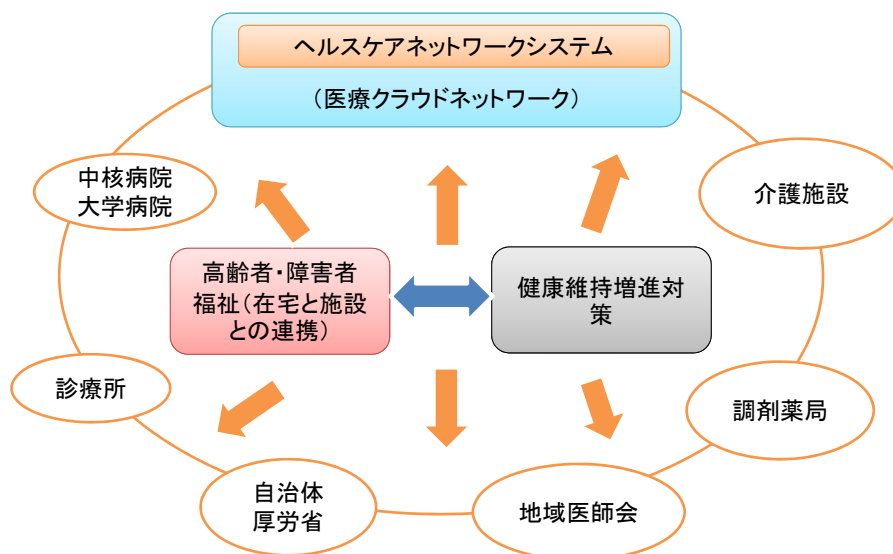 ヘルスケアネットワークシステム
（医療クラウドネットワーク）
中核病院
大学病院
介護施設
高齢者・障害者
福祉（在宅と施設
との連携）
健康維持増進対
策
診療所
調剤薬局
自治体
厚労省
地域医師会